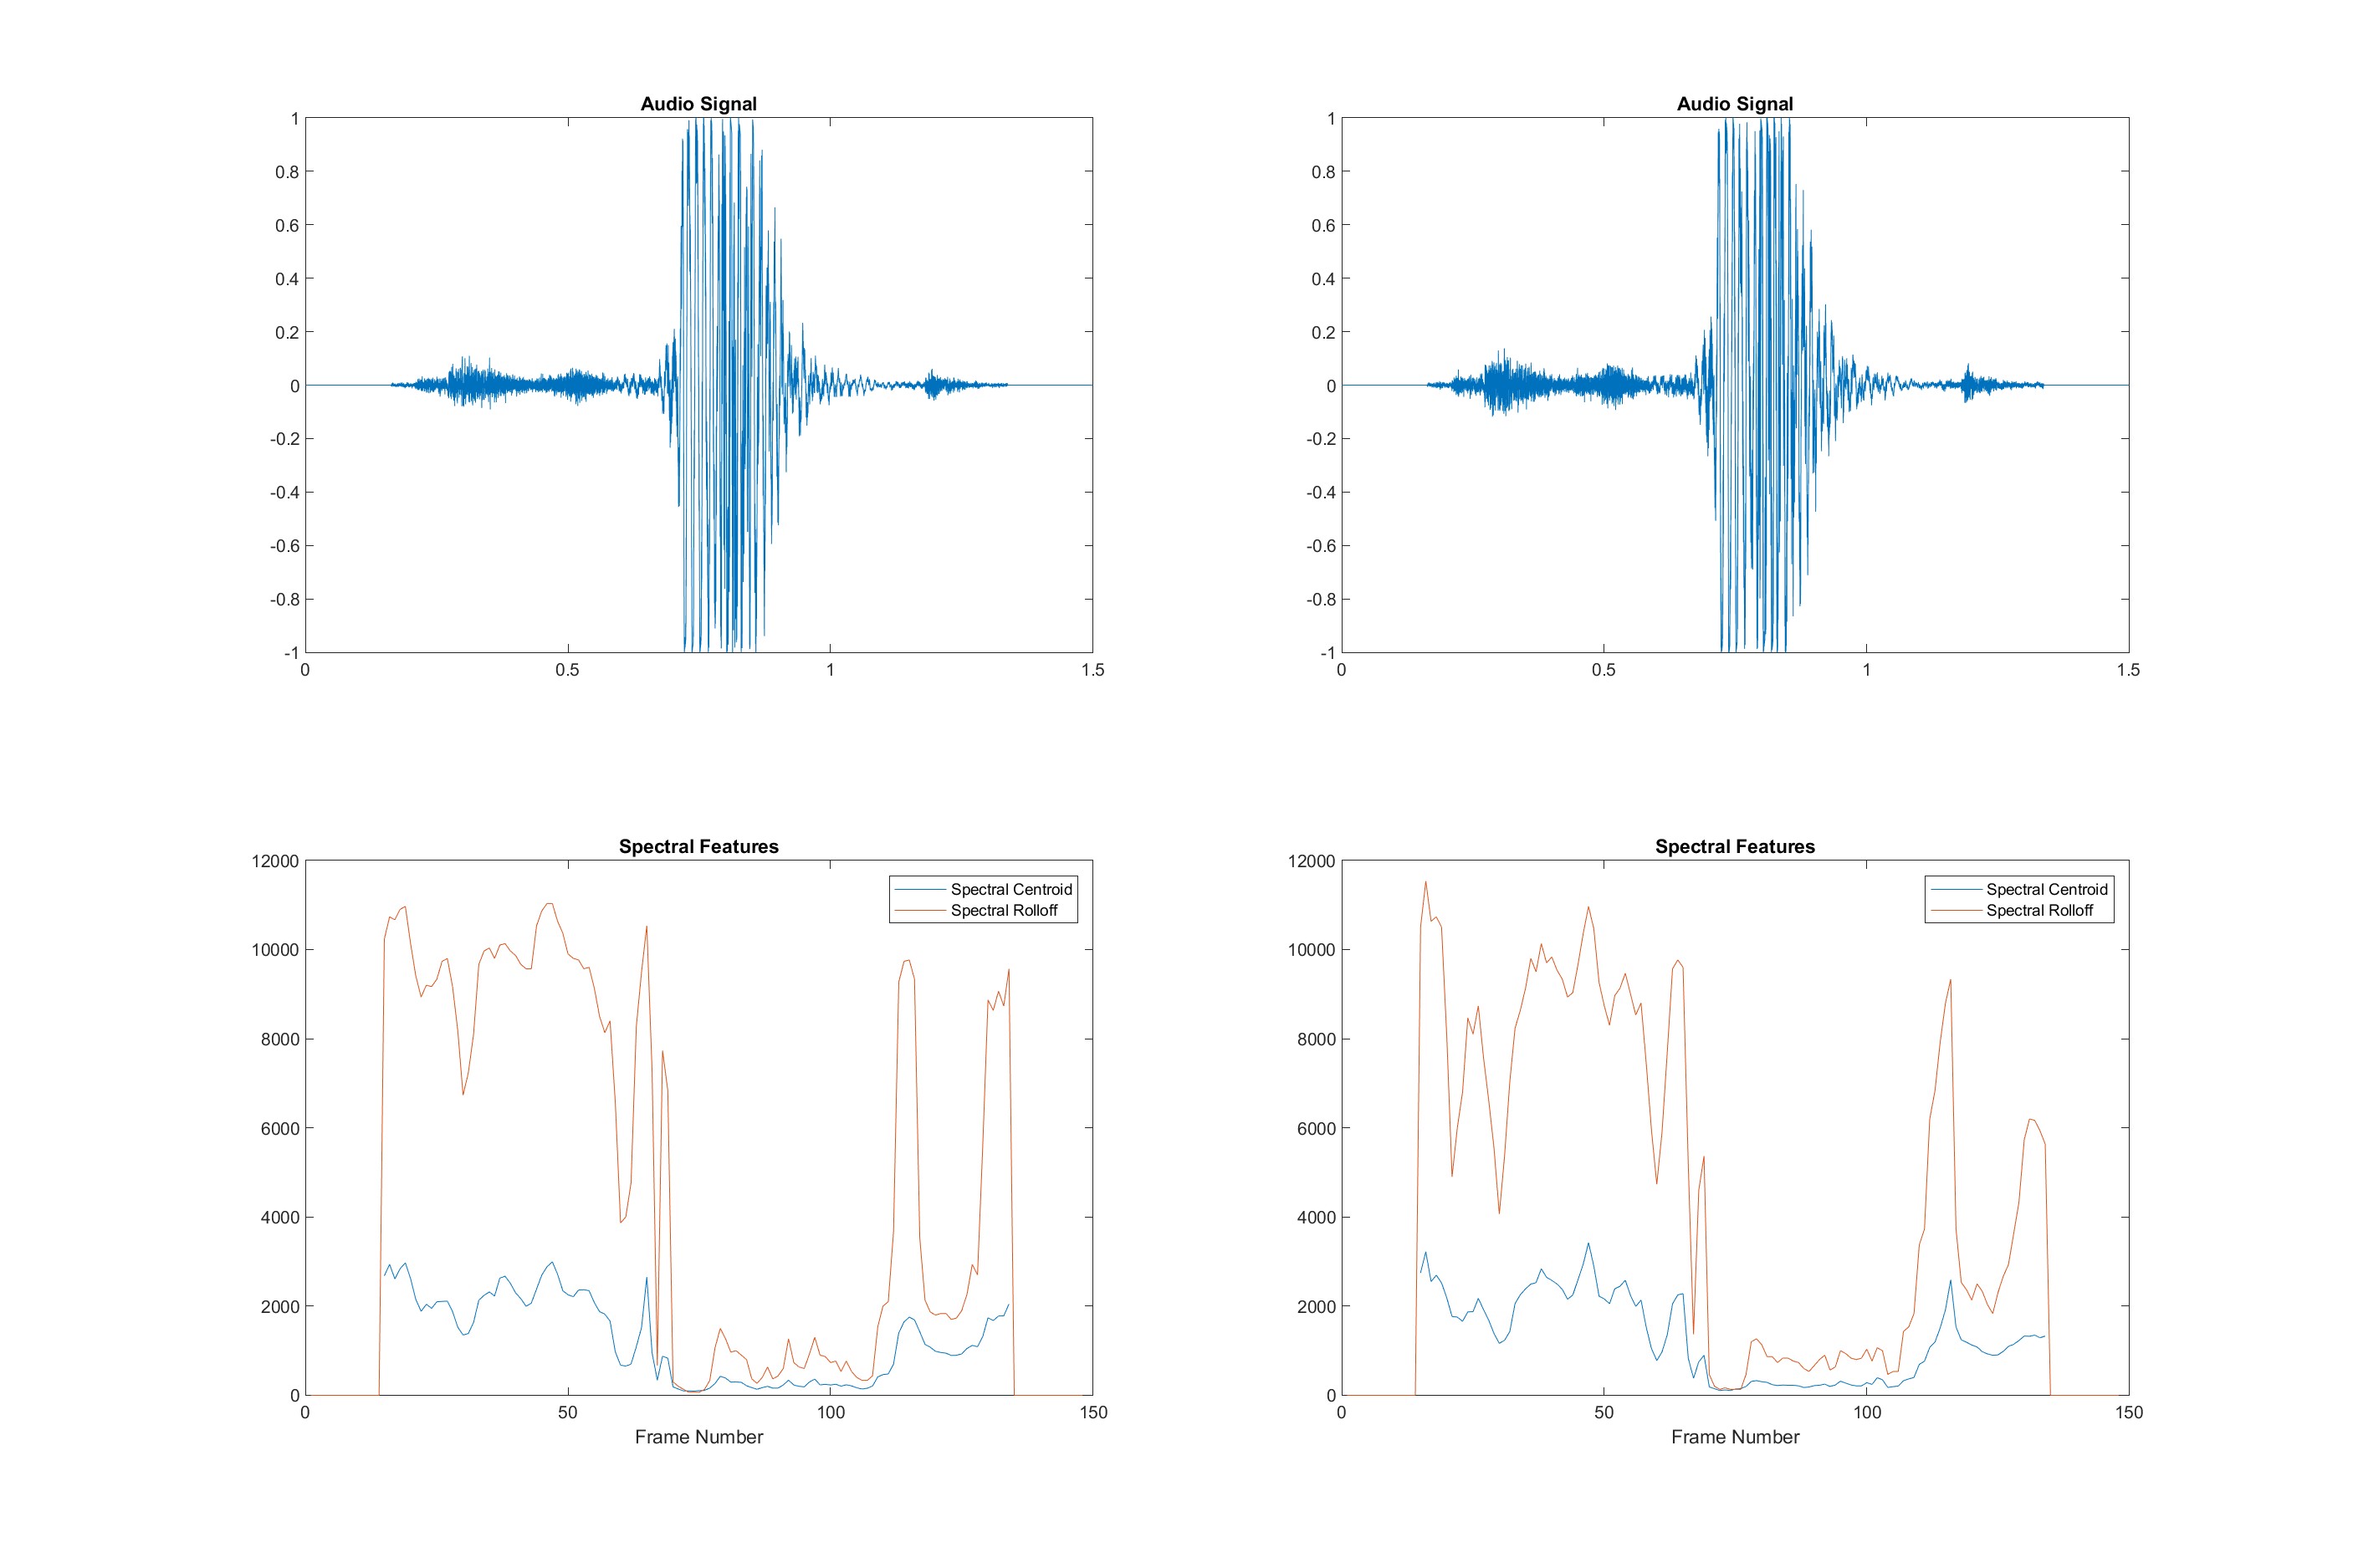 Audio Signal
1
0.8
0.6
0.4
0.2
0
-0.2
-0.4
-0.6
-0.8
-1
0 0.5 1 1.5
Audio Signal
1
0.8
0.6
0.4
0.2
0
-0.2
-0.4
-0.6
-0.8
-1
0 0.5 1 1.5
Spectral Features
12000
10000
8000
6000
4000
2000
0
Spectral Centroid
Spectral Rolloff
0 50 100 150
Frame Number
Spectral Features
12000
10000
8000
6000
4000
2000
0
Spectral Centroid
Spectral Rolloff
0 50 100 150
Frame Number